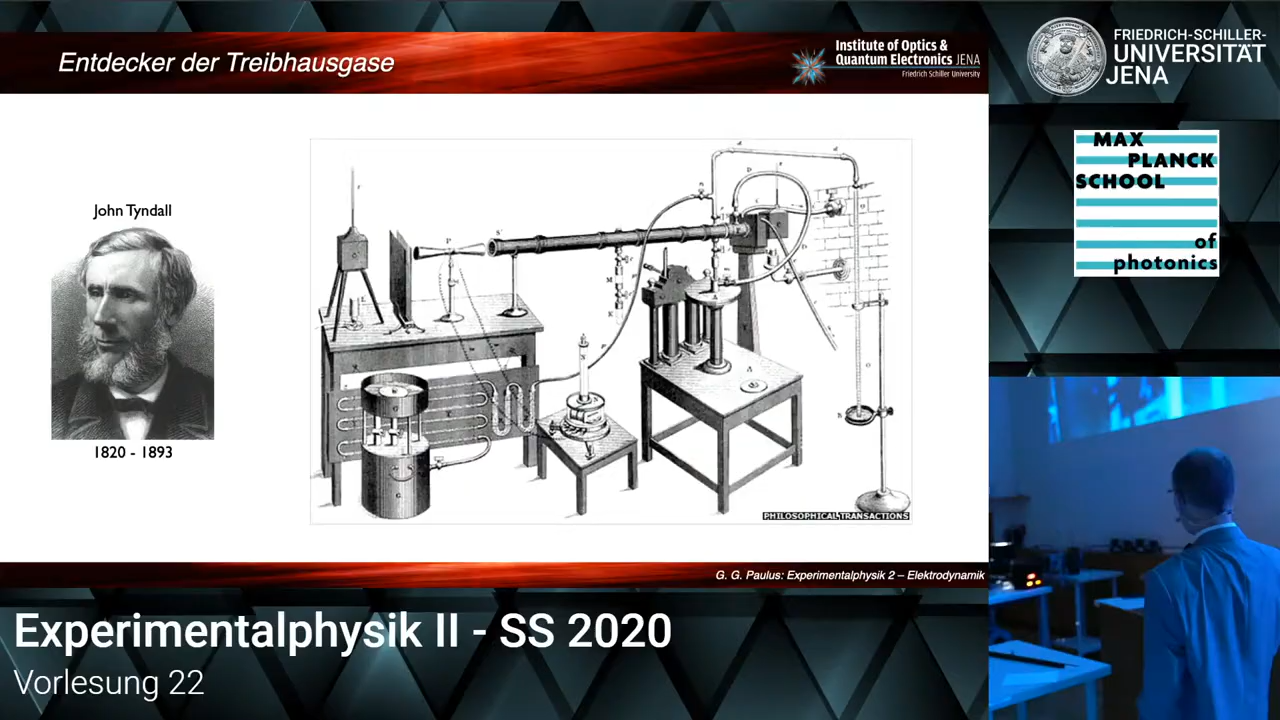 Entdecker der Treibhausgase
Institute of Optics &
Quantum Electronics JENA
Friedrich Schiller University
FRIEDRICH-SCHILLER-
UNIVERSITÄT
JENA
MAX
PLANCK
SCHOOL
of
photonics
John Tyndall
1820 - 1893
PHILOSOPHICAL TRANSACTIONS
G. G. Paulus: Experimentalphysik 2 – Elektrodynamik
Experimentalphysik II - SS 2020
Vorlesung 22